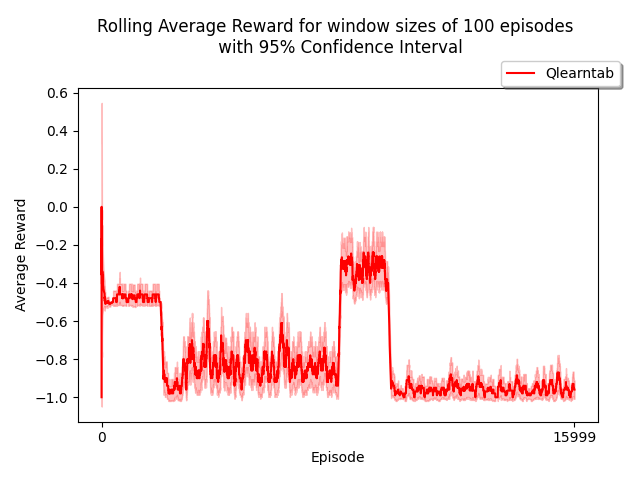 Rolling Average Reward for window sizes of 100 episodes
with 95% Confidence Interval
Qlearntab
0.6
0.4
0.2
0.0
−0.2
−0.4
−0.6
−0.8
−1.0
Average Reward
0
15999
Episode